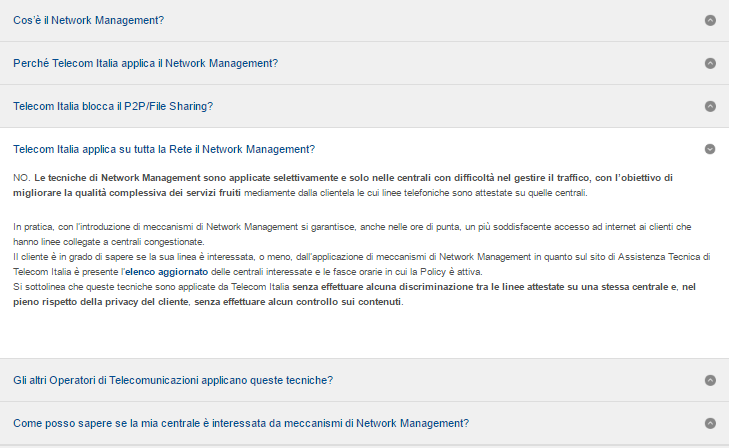 Cos'è il Network Management?
Perché Telecom Italia applica il Network Management?
Telecom Italia blocca il P2P/File Sharing?
Telecom Italia applica su tutta la Rete il Network Management?
NO. Le tecniche di Network Management sono applicate selettivamente e solo nelle centrali con difficoltà nel gestire il traffico, con l'obiettivo di
migliorare la qualità complessiva dei servizi fruiti mediamente dalla clientela le cui linee telefoniche sono attestate su quelle centrali.
In pratica, con l'introduzione di meccanismi di Network Management si garantisce, anche nelle ore di punta, un più soddisfacente accesso ad internet ai clienti che
hanno linee collegate a centrali congestionate.
Il cliente è in grado di sapere se la sua linea è interessata, o meno, dall'applicazione di meccanismi di Network Management in quanto sul sito di Assistenza Tecnica di
Telecom Italia è presente l'elenco aggiornato delle centrali interessate e le fasce orarie in cui la Policy è attiva.
Si sottolinea che queste tecniche sono applicate da Telecom Italia senza effettuare alcuna discriminazione tra le linee attestate su una stessa centrale e, nel
pieno rispetto della privacy del cliente, senza effettuare alcun controllo sui contenuti.
Gli altri Operatori di Telecomunicazioni applicano queste tecniche?
Come posso sapere se la mia centrale è interessata da meccanismi di Network Management?